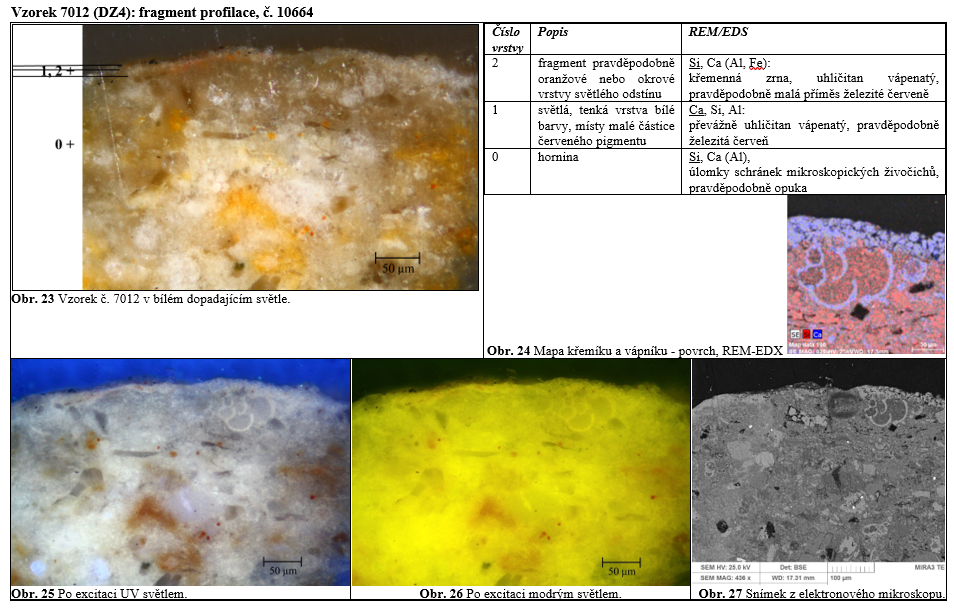 Vzorek 7012 (DZ4): fragment profilace, č. 10664
1, 2 +
0 +
50 µm
Obr. 23 Vzorek č. 7012 v bílém dopadajícím světle.
Číslo vrstvy
Popis
REM/EDS
2
fragment pravděpodobně
oranžové nebo okrové
vrstvy světlého odstínu
Si, Ca (Al, Fe):
křemenná zrna, uhličitan vápenatý,
pravděpodobně malá příměs železité červeně
1
světlá, tenká vrstva bílé
barvy, místy malé částice
červeného pigmentu
Ca, Si, Al:
převážně uhličitan vápenatý, pravděpodobně
železitá červeň
0
hornina
Si, Ca (Al),
úlomky schránek mikroskopických živočichů,
pravděpodobně opuka
SE Si Ca
Obr. 24 Mapa křemíku a vápníku - povrch, REM-EDX
50 µm
Obr. 25 Po excitaci UV světlem.
50 µm
Obr. 26 Po excitaci modrým světlem.
SEM HV: 25.0 kV Det: BSE MIRA3 TE
SEM MAG: 436 x WD: 17.31 mm 100 µm
Obr. 27 Snímek z elektronového mikroskopu.